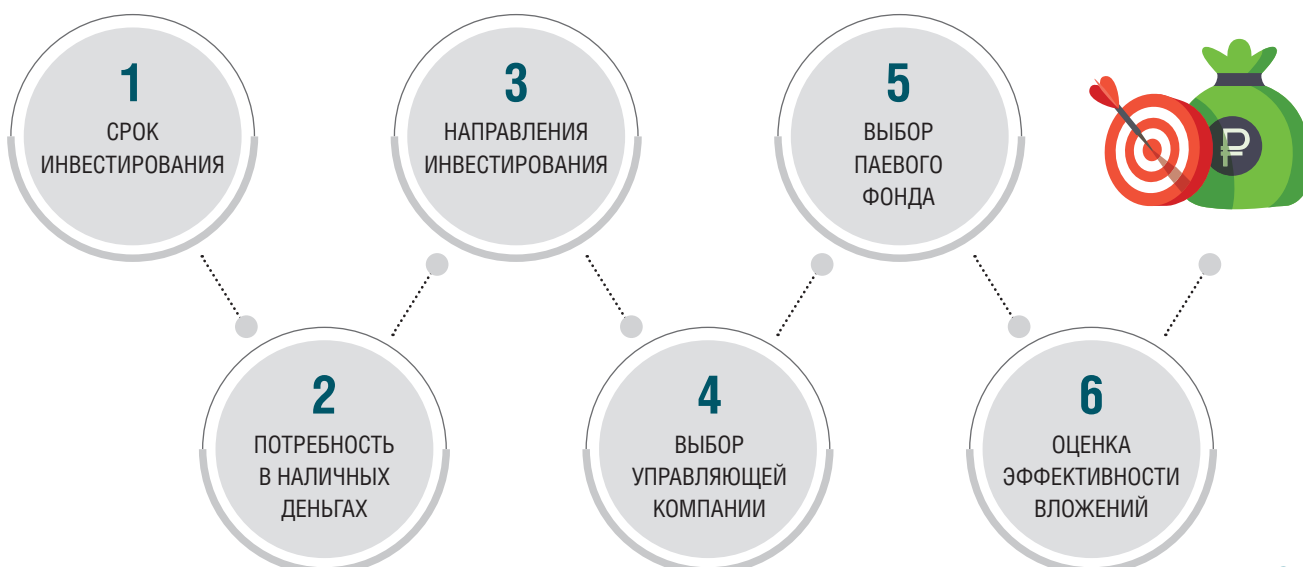 1
СРОК
ИНВЕСТИРОВАНИЯ
2
ПОТРЕБНОСТЬ
В НАЛИЧНЫХ
ДЕНЬГАХ
3
НАПРАВЛЕНИЯ
ИНВЕСТИРОВАНИЯ
4
ВЫБОР
УПРАВЛЯЮЩЕЙ
КОМПАНИИ
5
ВЫБОР
ПАЕВОГО
ФОНДА
6
ОЦЕНКА
ЭФФЕКТИВНОСТИ
ВЛОЖЕНИЙ
₽